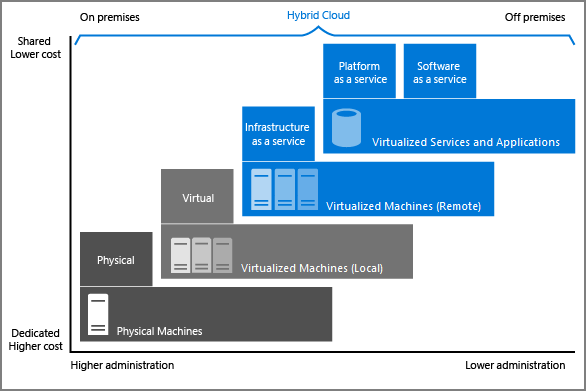 On premises
Hybrid Cloud
Off premises
Shared
Lower cost
Platform
as a service
Software
as a service
Virtualized Services and Applications
Infrastructure
as a service
Virtualized Machines (Remote)
Virtual
Virtualized Machines (Local)
Physical
Physical Machines
Dedicated
Higher cost
Higher administration
Lower administration